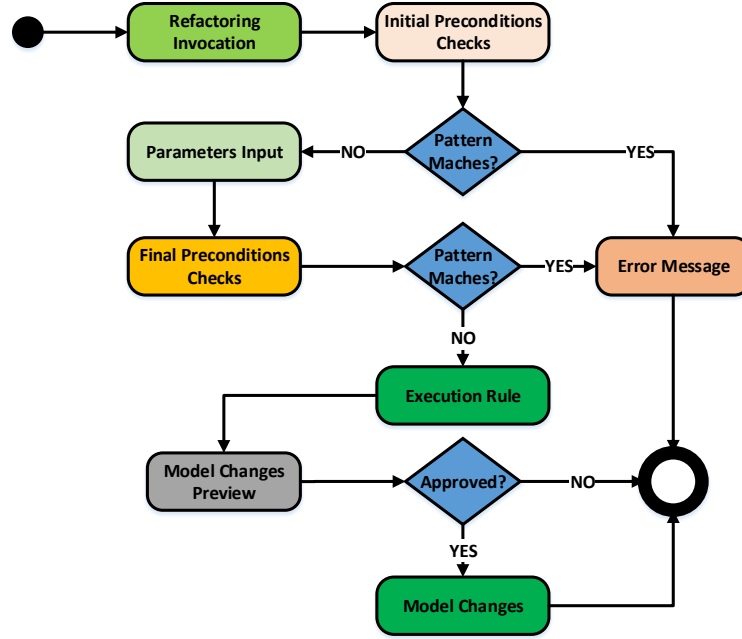 Refactoring
Invocation
Initial Preconditions
Checks
Pattern
Maches?
NO
YES
Parameters Input
Final Preconditions
Checks
Pattern
Maches?
YES
Error Message
NO
Execution Rule
Model Changes
Preview
Approved?
NO
YES
Model Changes